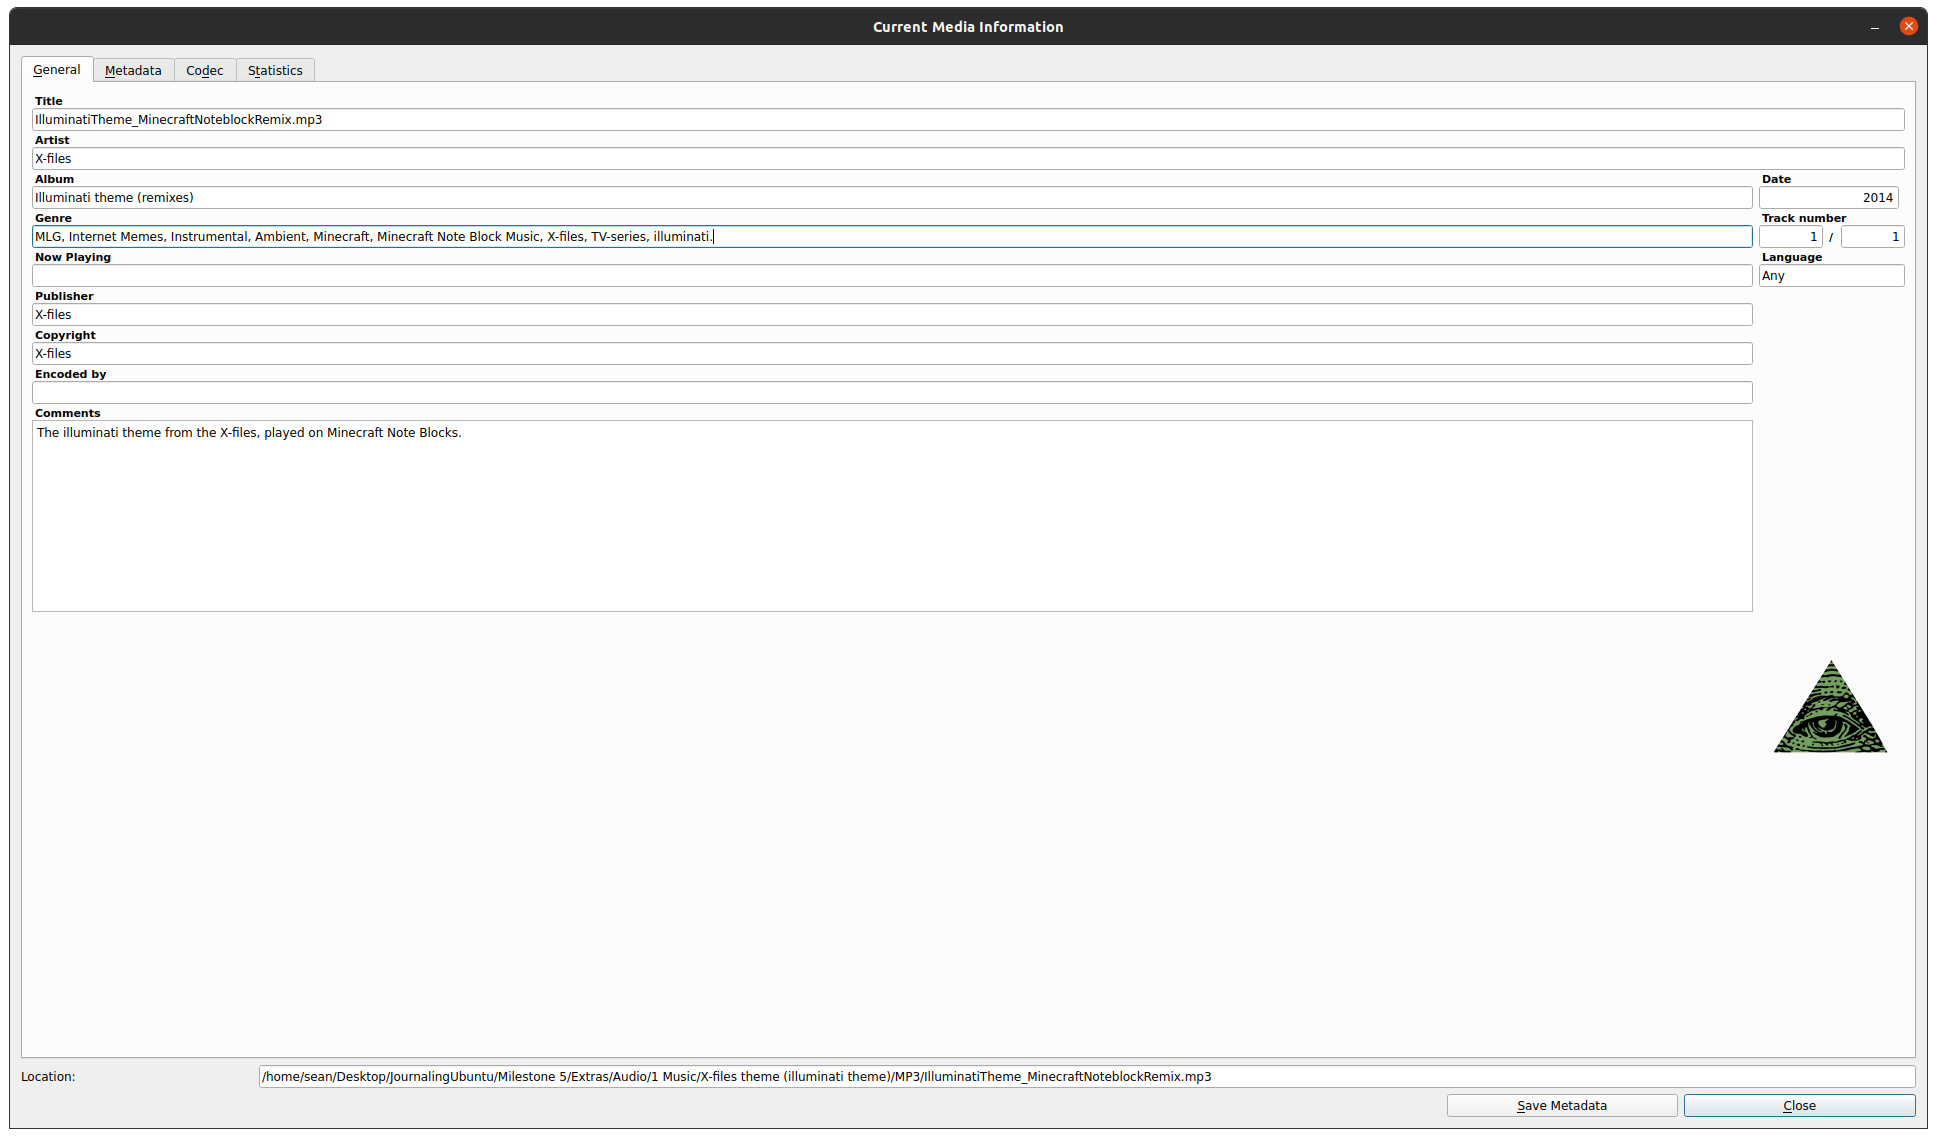 Current Media Information
General Metadata Codec Statistics
Title
IlluminatiTheme_MinecraftNoteblockRemix.mp3
Artist
X-files
Album Date
Illuminati theme (remixes) 2014
Genre Track number
MLG, Internet Memes, Instrumental, Ambient, Minecraft, Minecraft Note Block Music, X-files, TV-series, illuminati. 1 / 1
Now Playing Language
Any
Publisher
X-files
Copyright
X-files
Encoded by
Comments
The illuminati theme from the X-files, played on Minecraft Note Blocks.
Location: /home/sean/Desktop/JournalingUbuntu/Milestone 5/Extras/Audio/1 Music/X-files theme (illuminati theme)/MP3/IlluminatiTheme_MinecraftNoteblockRemix.mp3
Save Metadata Close